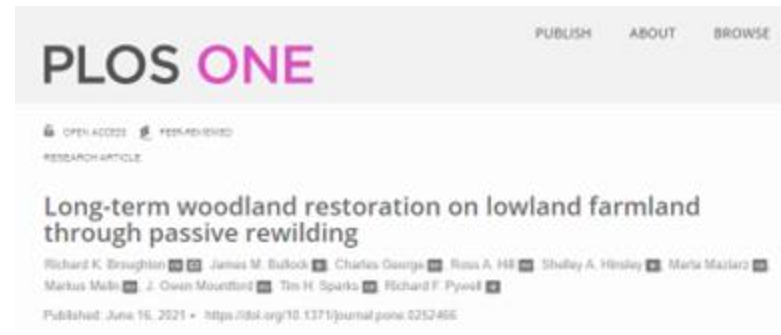 PUBLISH ABOUT BROWSE
PLOS ONE
OPEN ACCESS PEER-REVIEWED
RESEARCH ARTICLE
Long-term woodland restoration on lowland farmland
through passive rewilding
Richard K. Broughton, James M. Bullock, Charles George, Ross A. Hill, Shelley A. Hinsley, Marta Maziarz,
Markus Melin, J. Owen Mountford, Tim H. Sparks, Richard F. Pywell
Published: June 16, 2021 • https://doi.org/10.1371/journal.pone.0252466